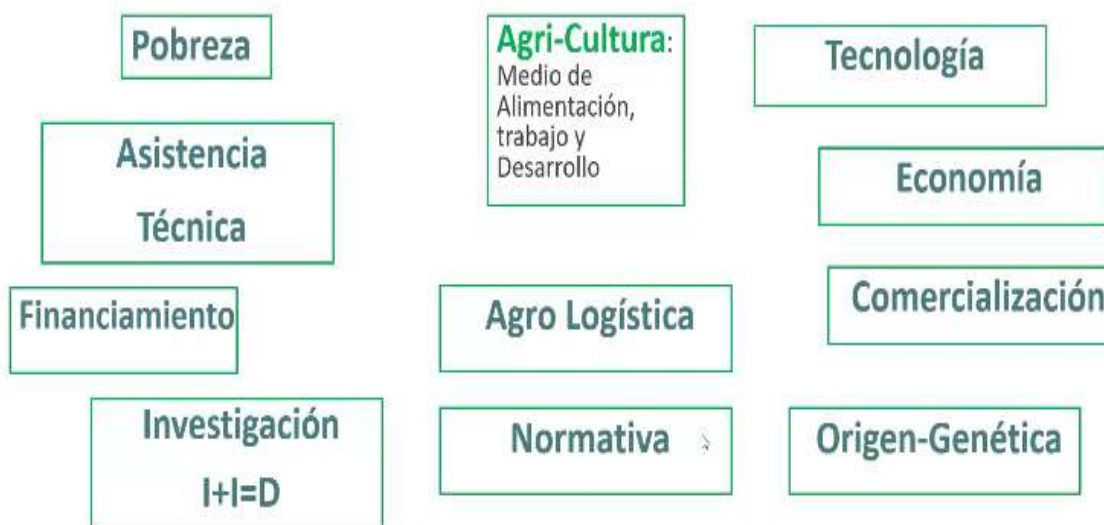 Pobreza
Agri-Cultura:
Medio de
Alimentación,
trabajo y
Desarrollo
Tecnología
Asistencia
Técnica
Economía
Financiamiento
Agro Logística
Comercialización
Investigación
I+I=D
Normativa
Origen-Genética